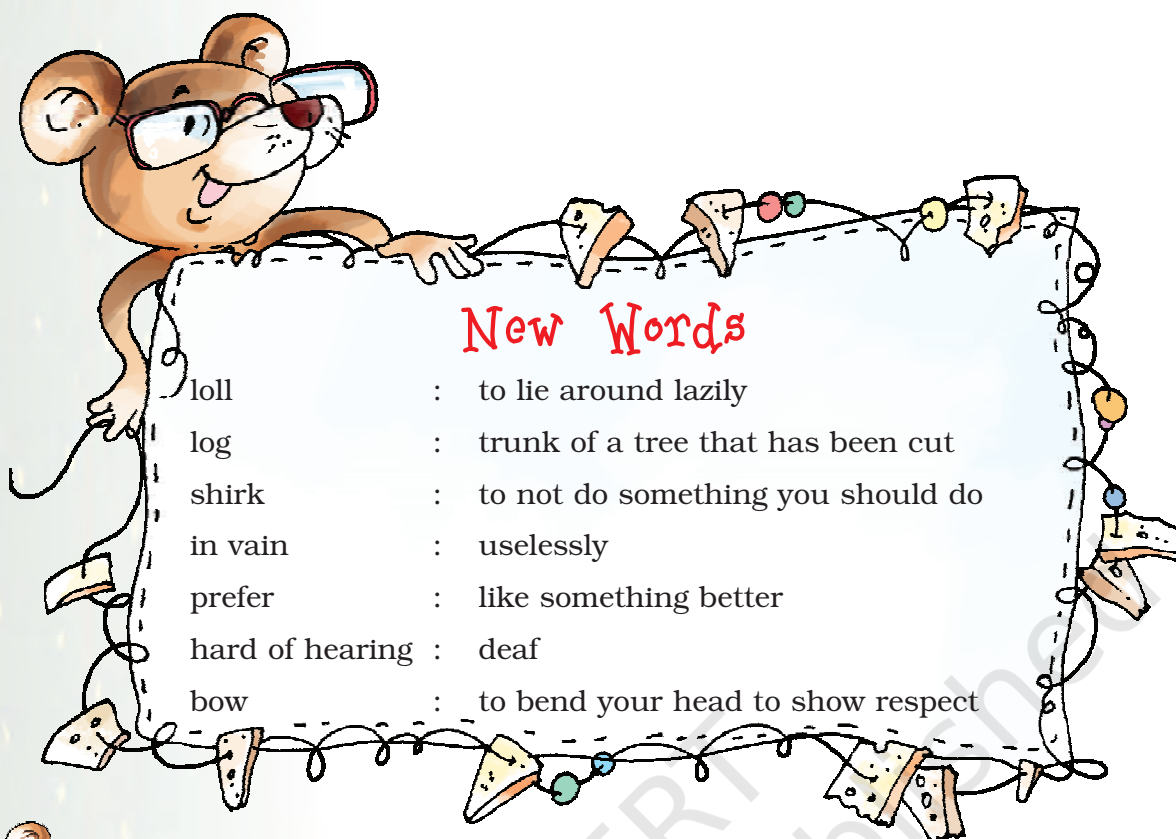 New Words
loll : to lie around lazily
log : trunk of a tree that has been cut
shirk : to not do something you should do
in vain : uselessly
prefer : like something better
hard of hearing : deaf
bow : to bend your head to show respect